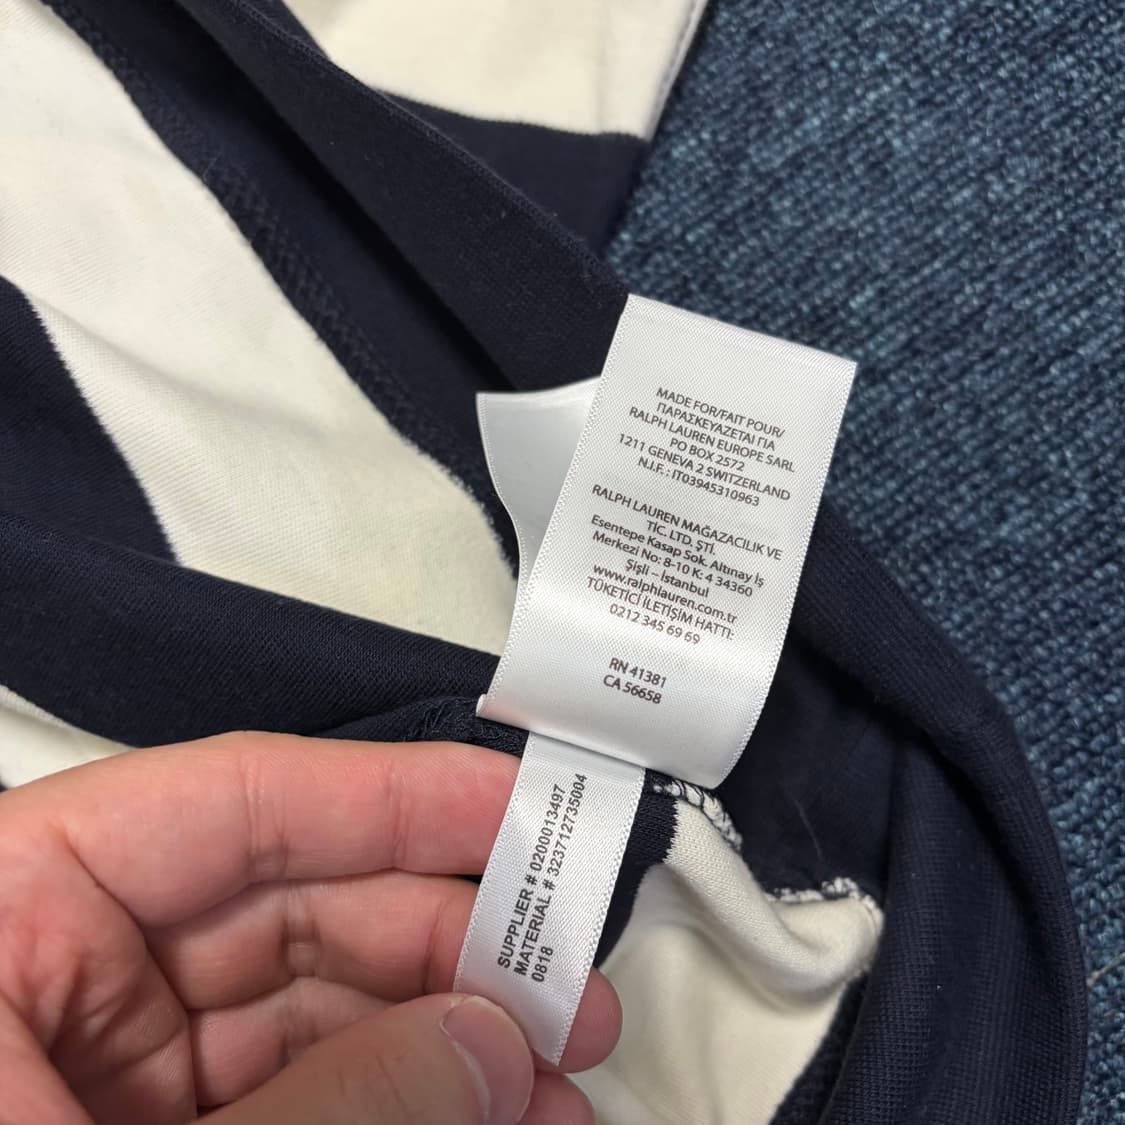 MADE FOR/FAIT POUR/
ΠΑΡΑΣΚΕΥΑΖΕΤΑΙ ΓΙΑ
RALPH LAUREN EUROPE SARL
PO BOX 2572
1211 GENEVA 2 SWITZERLAND
N.I.F. : IT03945310963
RALPH LAUREN MAĞAZACILIK VE
TİC. LTD. ŞTİ.
Esentepe Kasap Sok. Altınay İş
Merkezi No: 8-10 K: 4 34360
Şişli – İstanbul
www.ralphlauren.com.tr
TÜKETİCİ İLETİŞİM HATTI:
0212 345 69 69
RN 41381
CA 56658
SUPPLIER # 0200013497
MATERIAL # 323712735004
0818